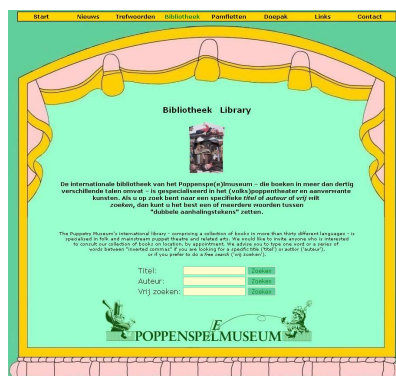 Start Nieuws Trefwoorden Bibliotheek Pamfletten Doepak Links Contact
Bibliotheek Library
De internationale bibliotheek van het Poppenspe(e)lmuseum – die boeken in meer dan dertig
verschillende talen omvat – is gespecialiseerd in het (volks)poppentheater en aanverwante
kunsten. Als u op zoek bent naar een specifieke titel of auteur of vrij wilt
zoeken, dan kunt u het best een of meerdere woorden tussen
"dubbele aanhalingstekens" zetten.
The Puppetry Museum's international library – comprising a collection of books in more than thirty different languages – is
specialised in folk and mainstream puppet theatre and related arts. We would like to invite anyone who is interested
to consult our collection of books on location, by appointment. We advise you to type one word or a series of
words between "inverted commas" if you are looking for a specific title ('titel') or author ('auteur'),
or if you prefer to do a free search ('vrij zoeken').
Titel: Zoeken
Auteur: Zoeken
Vrij zoeken: Zoeken
POPPENSPELMUSEUM
E